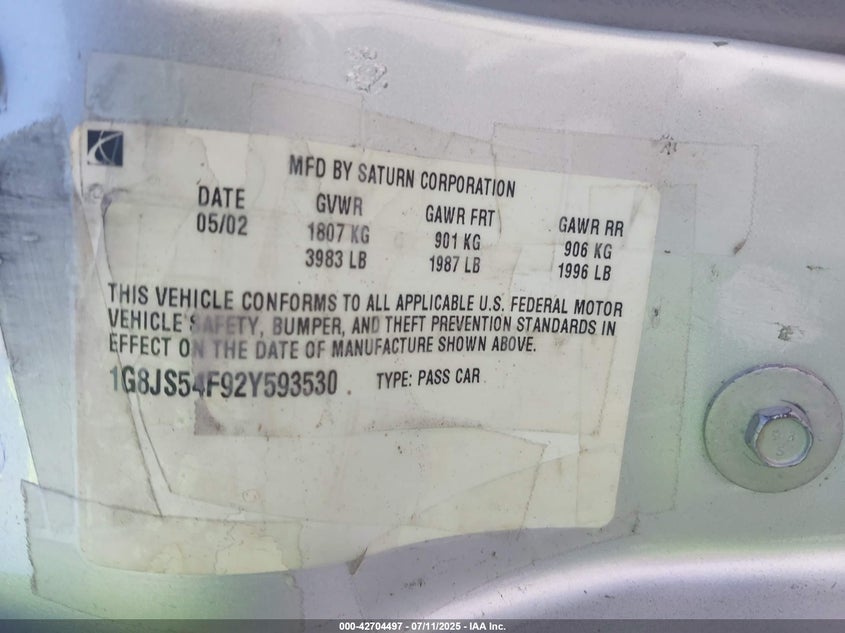 MFD BY SATURN CORPORATION
DATE GVWR GAWR FRT GAWR RR
05/02 1807 KG 901 KG 906 KG
3983 LB 1987 LB 1996 LB
THIS VEHICLE CONFORMS TO ALL APPLICABLE U.S. FEDERAL MOTOR
VEHICLE SAFETY, BUMPER, AND THEFT PREVENTION STANDARDS IN
EFFECT ON THE DATE OF MANUFACTURE SHOWN ABOVE.
1G8JS54F92Y593530 TYPE: PASS CAR
000-42704497 - 07/11/2025 - IAA Inc.